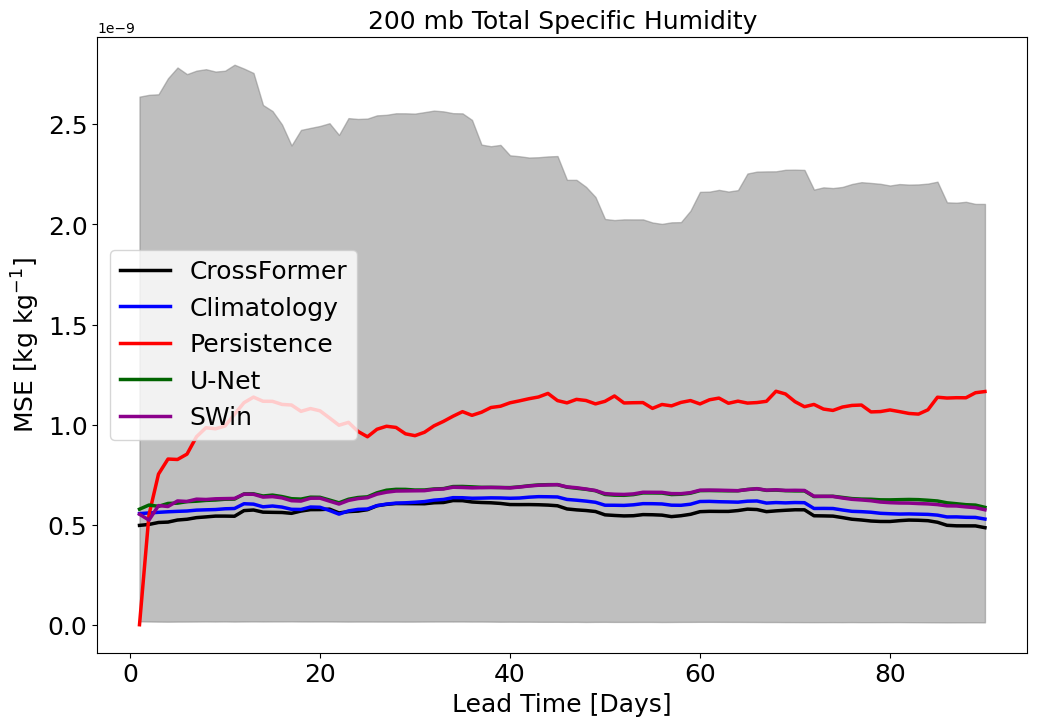 200 mb Total Specific Humidity
1e−9
MSE [kg kg⁻¹]
2.5
2.0
1.5
1.0
0.5
0.0
CrossFormer
Climatology
Persistence
U-Net
SWin
0 20 40 60 80
Lead Time [Days]